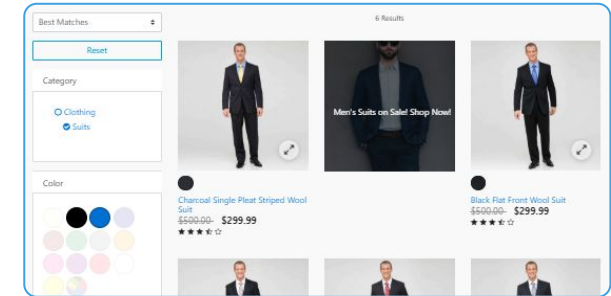 Best Matches
6 Results
Reset
Category
Clothing
Suits
Color
Men's Suits on Sale! Shop Now!
Charcoal Single Pleat Striped Wool
Suit
$500.00 $299.99
Black Flat Front Wool Suit
$500.00 $299.99